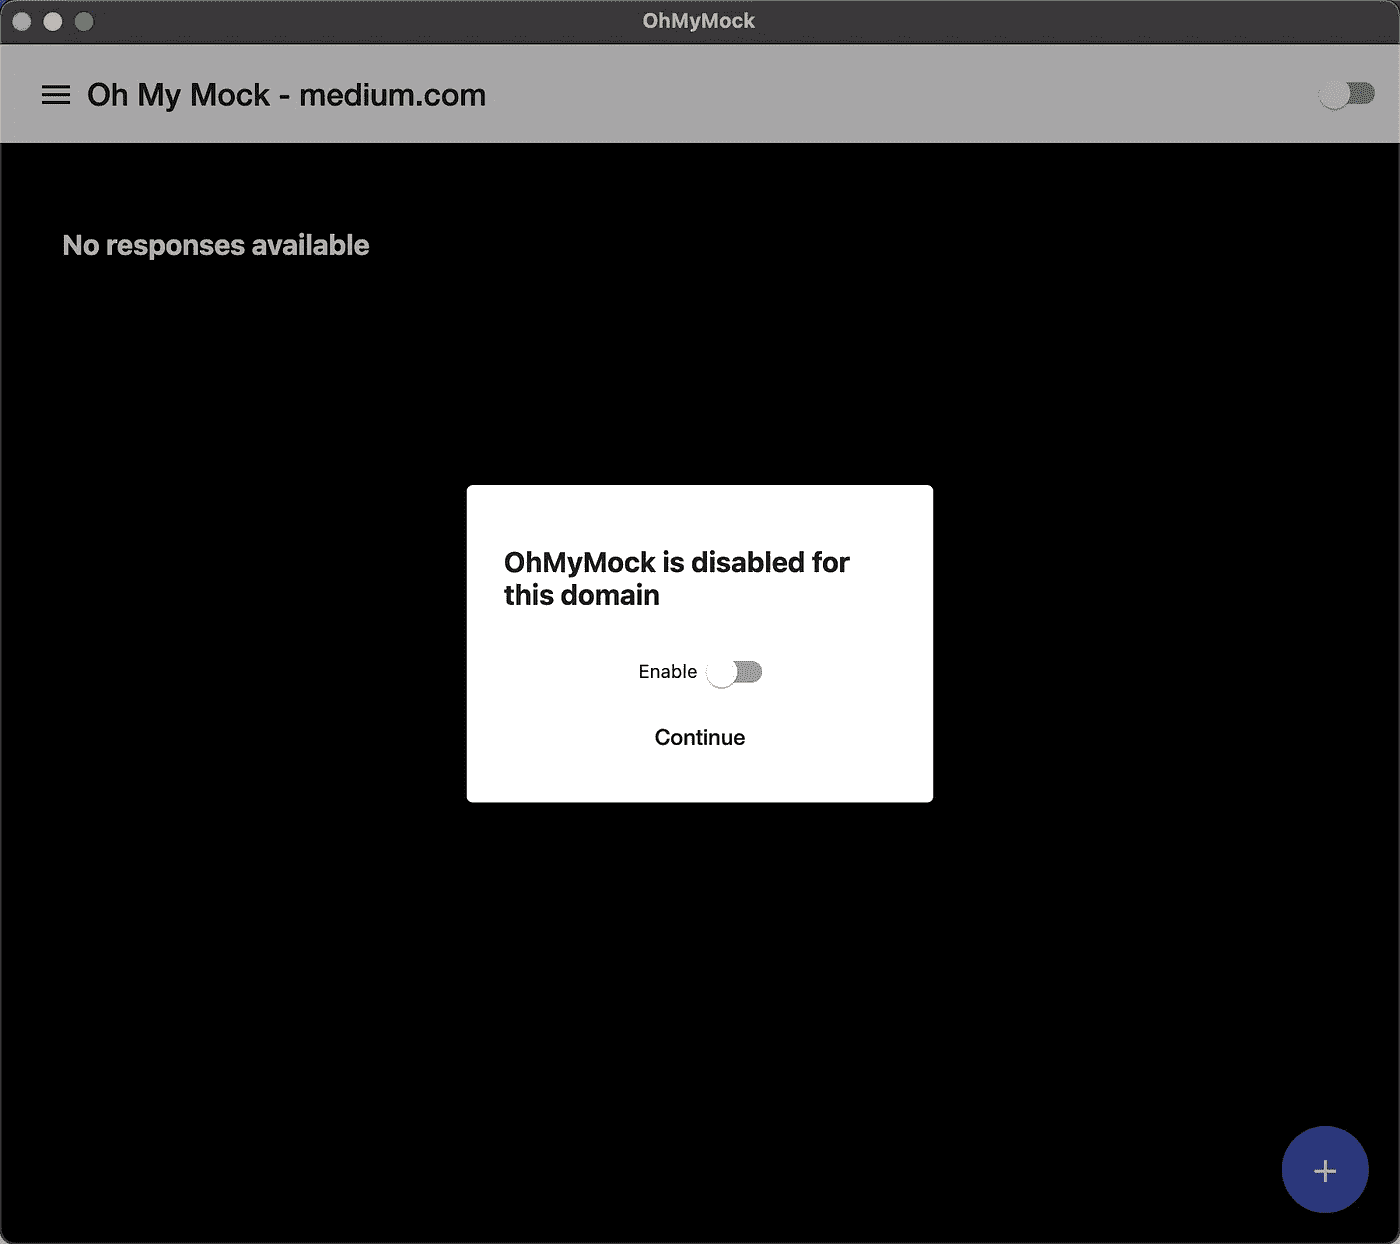 OhMyMock
Oh My Mock - medium.com
No responses available
OhMyMock is disabled for
this domain
Enable
Continue